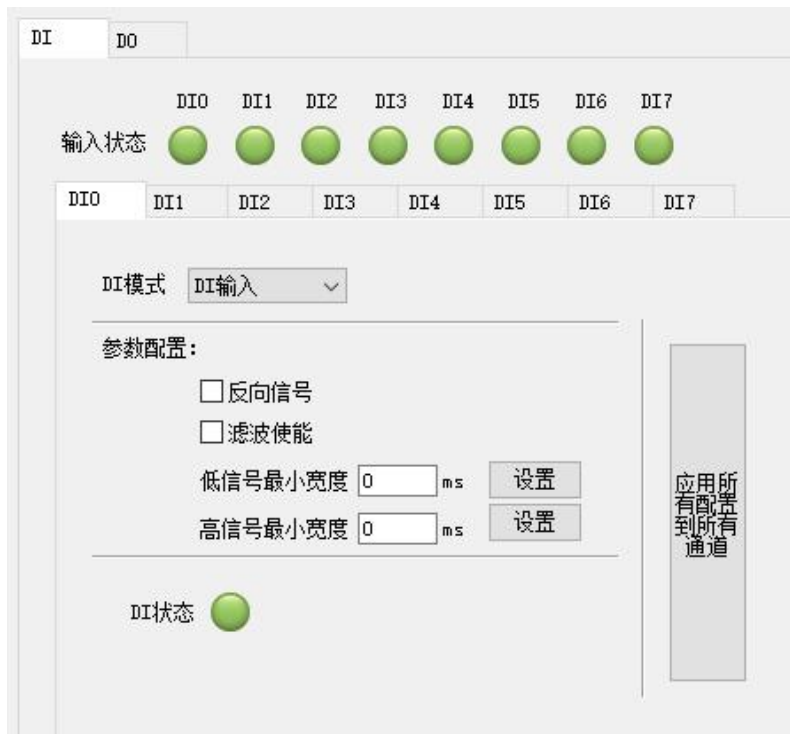 DI DO
DI0 DI1 DI2 DI3 DI4 DI5 DI6 DI7
输入状态
DI0 DI1 DI2 DI3 DI4 DI5 DI6 DI7
DI模式 DI输入
参数配置:
反向信号
滤波使能
低信号最小宽度 0 ms 设置
高信号最小宽度 0 ms 设置
应用所
有配置
到所有
通道
DI状态